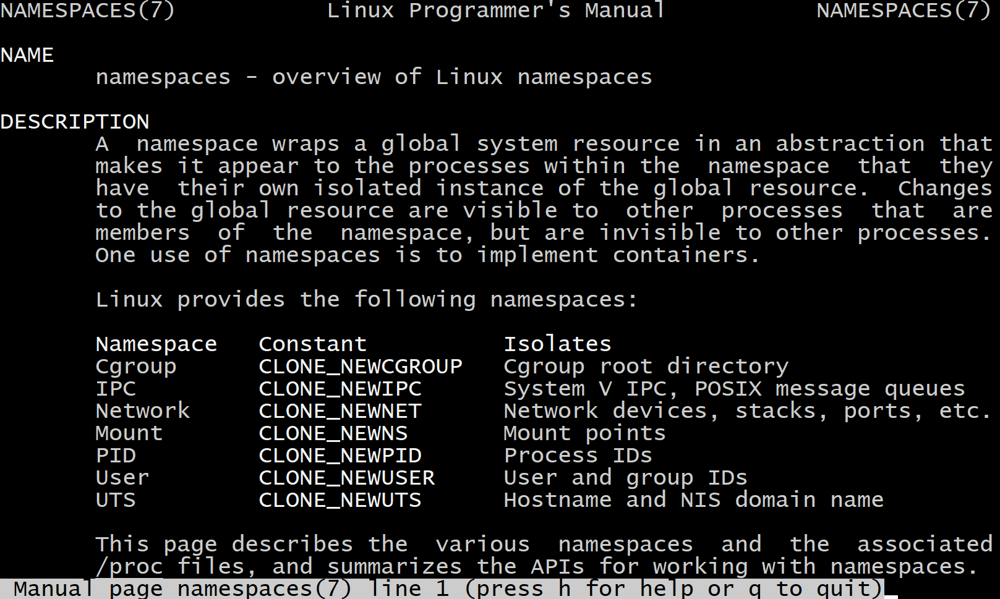 NAMESPACES(7)           Linux Programmer's Manual           NAMESPACES(7)
NAME
       namespaces - overview of Linux namespaces
DESCRIPTION
       A  namespace wraps a global system resource in an abstraction that
       makes it appear to the processes within the  namespace  that  they
       have  their own isolated instance of the global resource.  Changes
       to the global resource are visible to  other  processes  that  are
       members  of  the  namespace, but are invisible to other processes.
       One use of namespaces is to implement containers.
       Linux provides the following namespaces:
       Namespace   Constant          Isolates
       Cgroup      CLONE_NEWCGROUP   Cgroup root directory
       IPC         CLONE_NEWIPC      System V IPC, POSIX message queues
       Network     CLONE_NEWNET      Network devices, stacks, ports, etc.
       Mount       CLONE_NEWNS       Mount points
       PID         CLONE_NEWPID      Process IDs
       User        CLONE_NEWUSER     User and group IDs
       UTS         CLONE_NEWUTS      Hostname and NIS domain name
       This page describes the  various  namespaces  and  the  associated
       /proc files, and summarizes the APIs for working with namespaces.
 Manual page namespaces(7) line 1 (press h for help or q to quit)